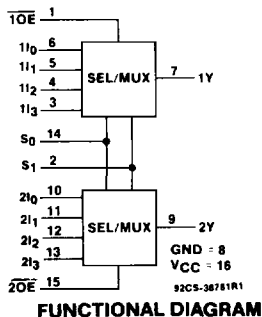 1OE 1
1I0 6
1I1 5
1I2 4
1I3 3
SEL/MUX
7 1Y
S0 14
S1 2
2I0 10
2I1 11
2I2 12
2I3 13
2OE 15
SEL/MUX
9 2Y
GND = 8
VCC = 16
92CS-38781R1
FUNCTIONAL DIAGRAM